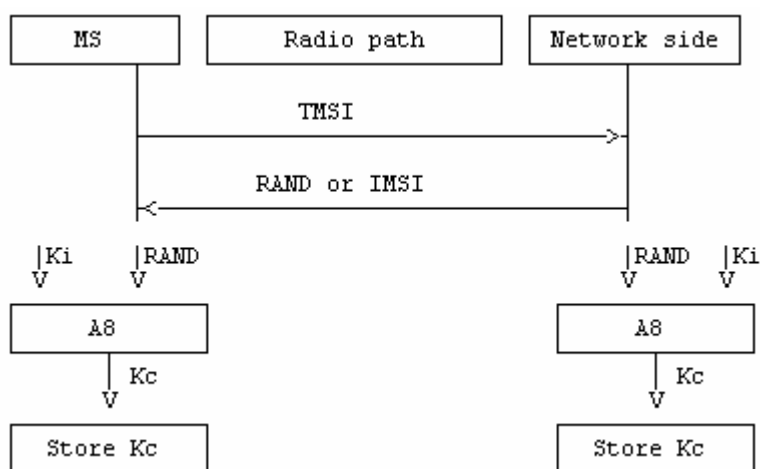 MS Radio path Network side
TMSI
RAND or IMSI
Ki RAND RAND Ki
A8 A8
Kc Kc
Store Kc Store Kc